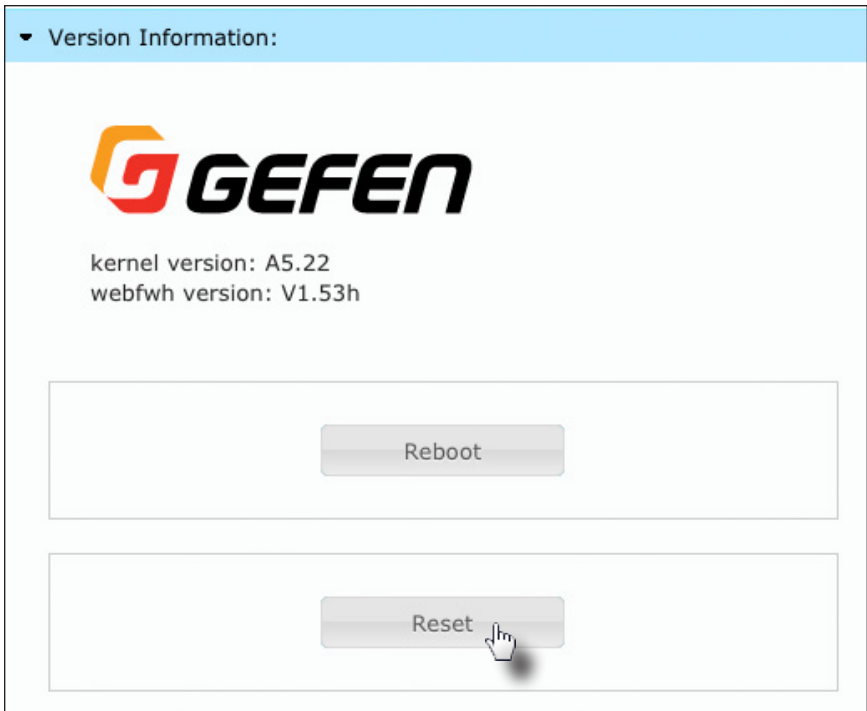 Version Information:
GEFEN
kernel version: A5.22
webfwh version: V1.53h
Reboot
Reset